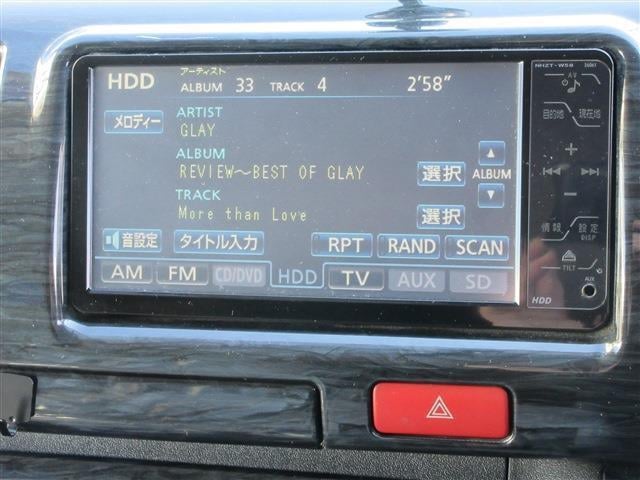 HDD
アーティスト
ALBUM 33 TRACK 4 2'58”
メロディー
ARTIST
GLAY
ALBUM
REVIEW～BEST OF GLAY
選択
ALBUM
TRACK
More than Love
選択
音設定 タイトル入力 RPT RAND SCAN
AM FM CD/DVD HDD TV AUX SD
NHZT-W58
AV
目的地 現在地
情報 設定
DISP
TILT
AUX
HDD